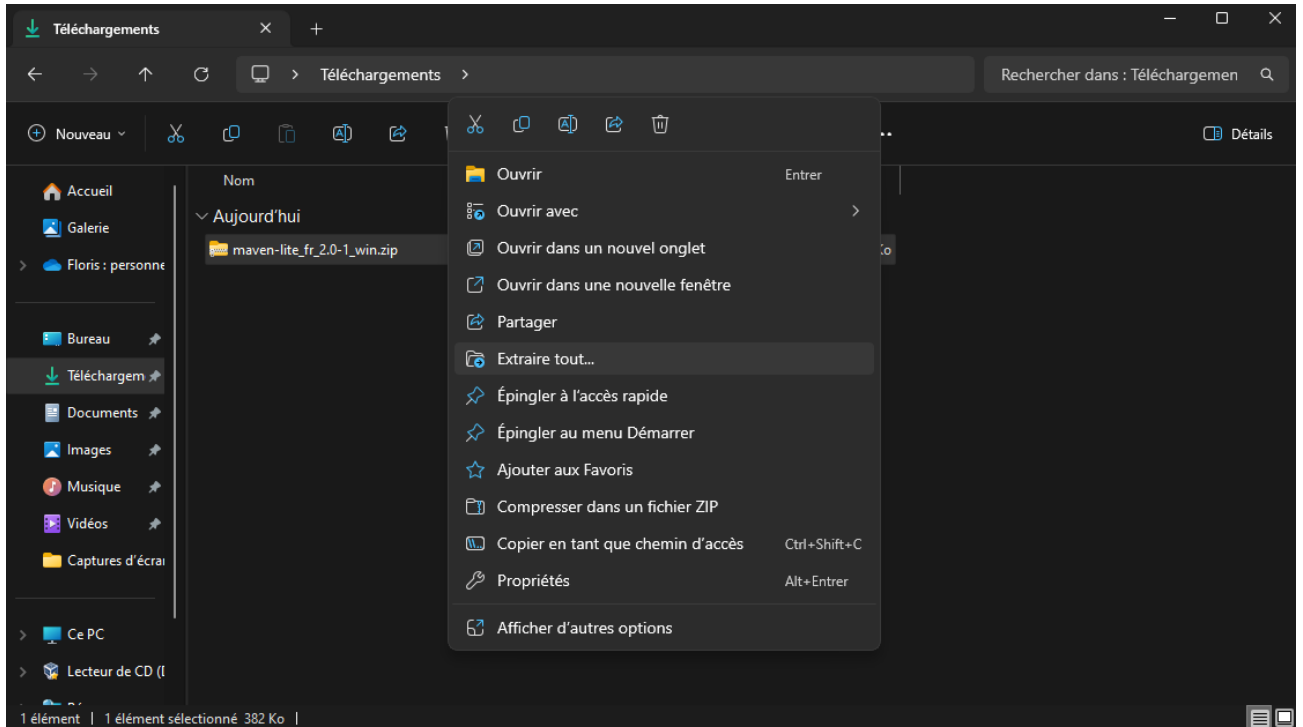 Téléchargements
Téléchargements
Rechercher dans : Téléchargemen
Nouveau
Détails
Accueil
Galerie
Floris : personne
Bureau
Téléchargem
Documents
Images
Musique
Vidéos
Captures d'écra
Ce PC
Lecteur de CD (
Nom
Aujourd'hui
maven-lite_fr_2.0-1_win.zip
Ko
Ouvrir Entrer
Ouvrir avec
Ouvrir dans un nouvel onglet
Ouvrir dans une nouvelle fenêtre
Partager
Extraire tout...
Épingler à l'accès rapide
Épingler au menu Démarrer
Ajouter aux Favoris
Compresser dans un fichier ZIP
Copier en tant que chemin d'accès Ctrl+Shift+C
Propriétés Alt+Entrer
Afficher d'autres options
1 élément | 1 élément sélectionné 382 Ko |